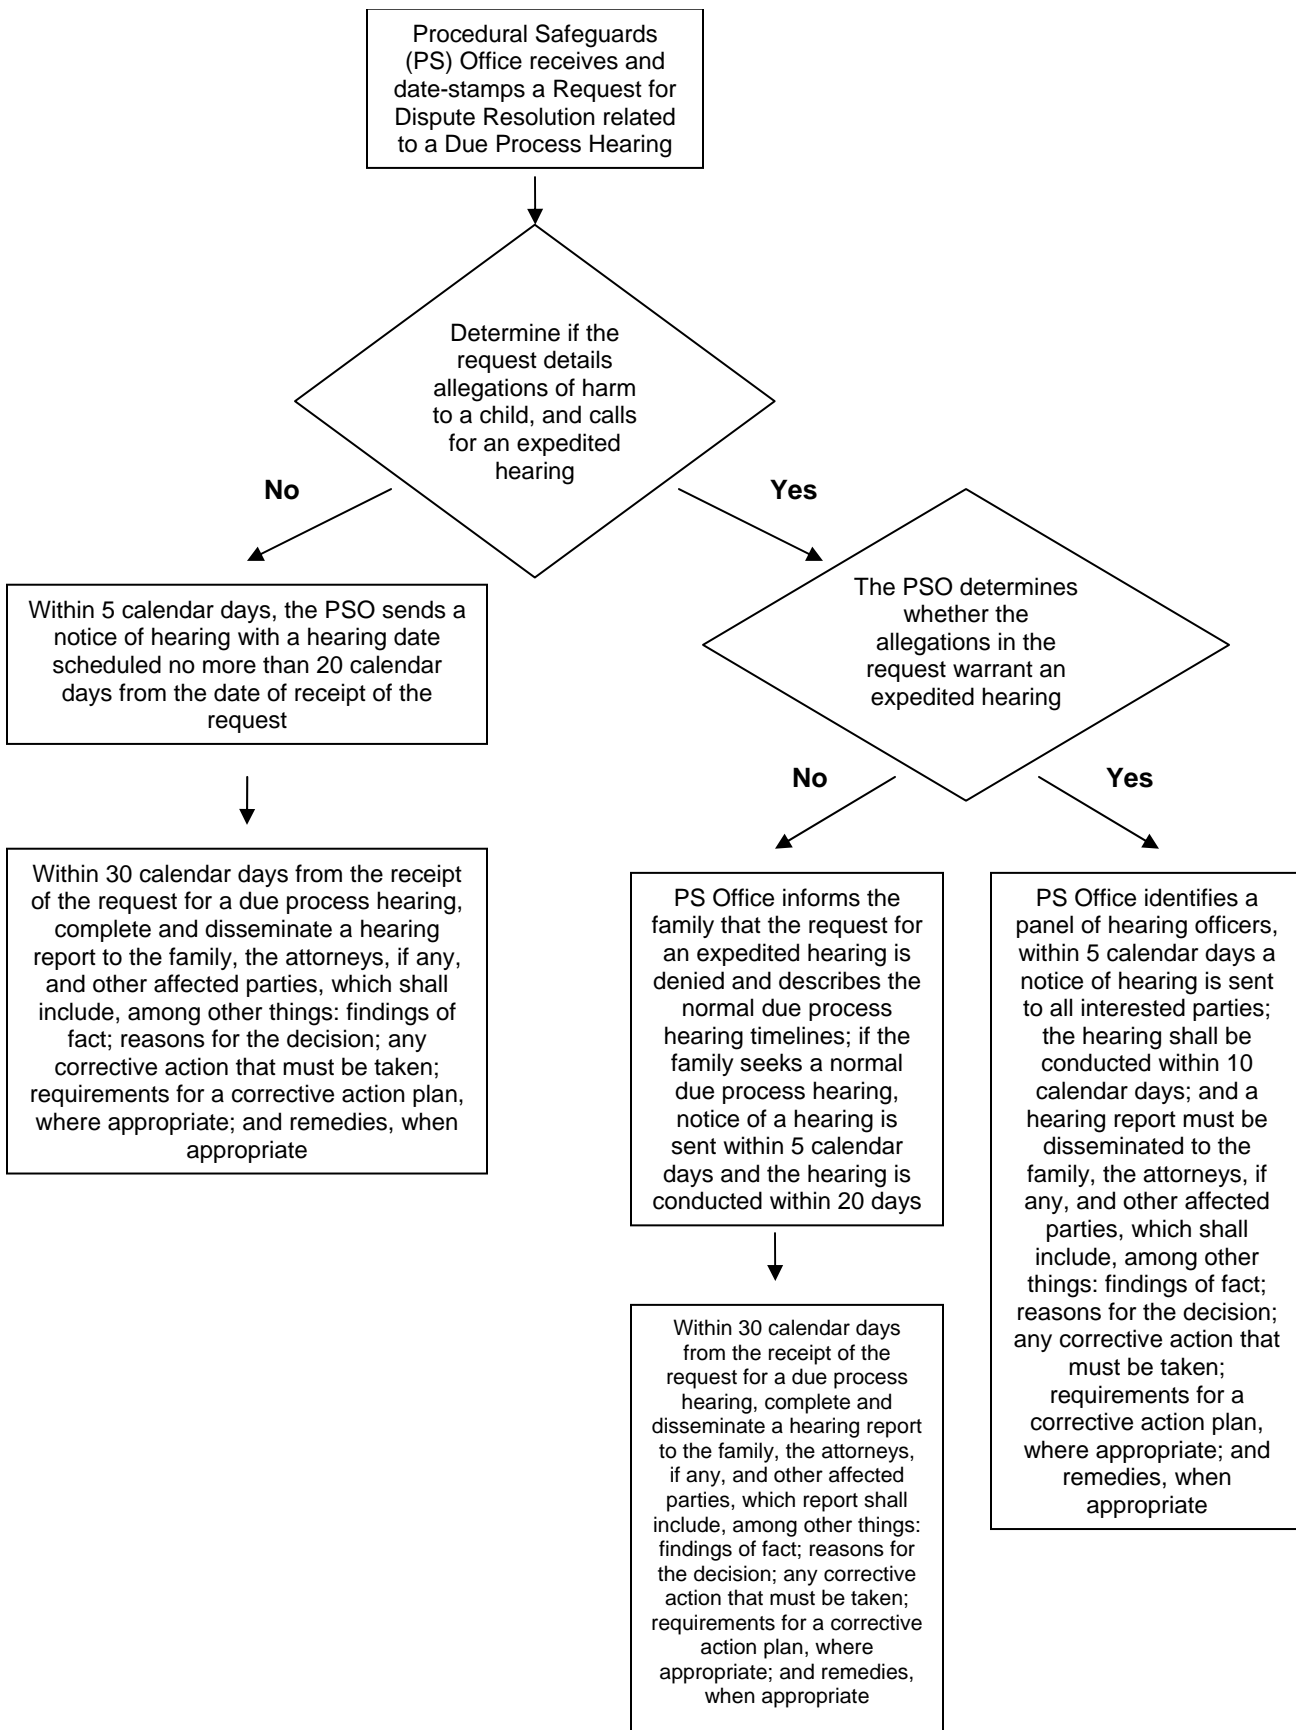 Procedural Safeguards
(PS) Office receives and
date-stamps a Request for
Dispute Resolution related
to a Due Process Hearing
Determine if the
request details
allegations of harm
to a child, and calls
for an expedited
hearing
No
Yes
Within 5 calendar days, the PSO sends a
notice of hearing with a hearing date
scheduled no more than 20 calendar
days from the date of receipt of the
request
Within 30 calendar days from the receipt
of the request for a due process hearing,
complete and disseminate a hearing
report to the family, the attorneys, if any,
and other affected parties, which shall
include, among other things: findings of
fact; reasons for the decision; any
corrective action that must be taken;
requirements for a corrective action plan,
where appropriate; and remedies, when
appropriate
The PSO determines
whether the
allegations in the
request warrant an
expedited hearing
No
Yes
PS Office informs the
family that the request for
an expedited hearing is
denied and describes the
normal due process
hearing timelines; if the
family seeks a normal
due process hearing,
notice of a hearing is
sent within 5 calendar
days and the hearing is
conducted within 20 days
Within 30 calendar days
from the receipt of the
request for a due process
hearing, complete and
disseminate a hearing report
to the family, the attorneys,
if any, and other affected
parties, which report shall
include, among other things:
findings of fact; reasons for
the decision; any corrective
action that must be taken;
requirements for a corrective
action plan, where
appropriate; and remedies,
when appropriate
PS Office identifies a
panel of hearing officers,
within 5 calendar days a
notice of hearing is sent
to all interested parties;
the hearing shall be
conducted within 10
calendar days; and a
hearing report must be
disseminated to the
family, the attorneys, if
any, and other affected
parties, which shall
include, among other
things: findings of fact;
reasons for the decision;
any corrective action that
must be taken;
requirements for a
corrective action plan,
where appropriate; and
remedies, when
appropriate